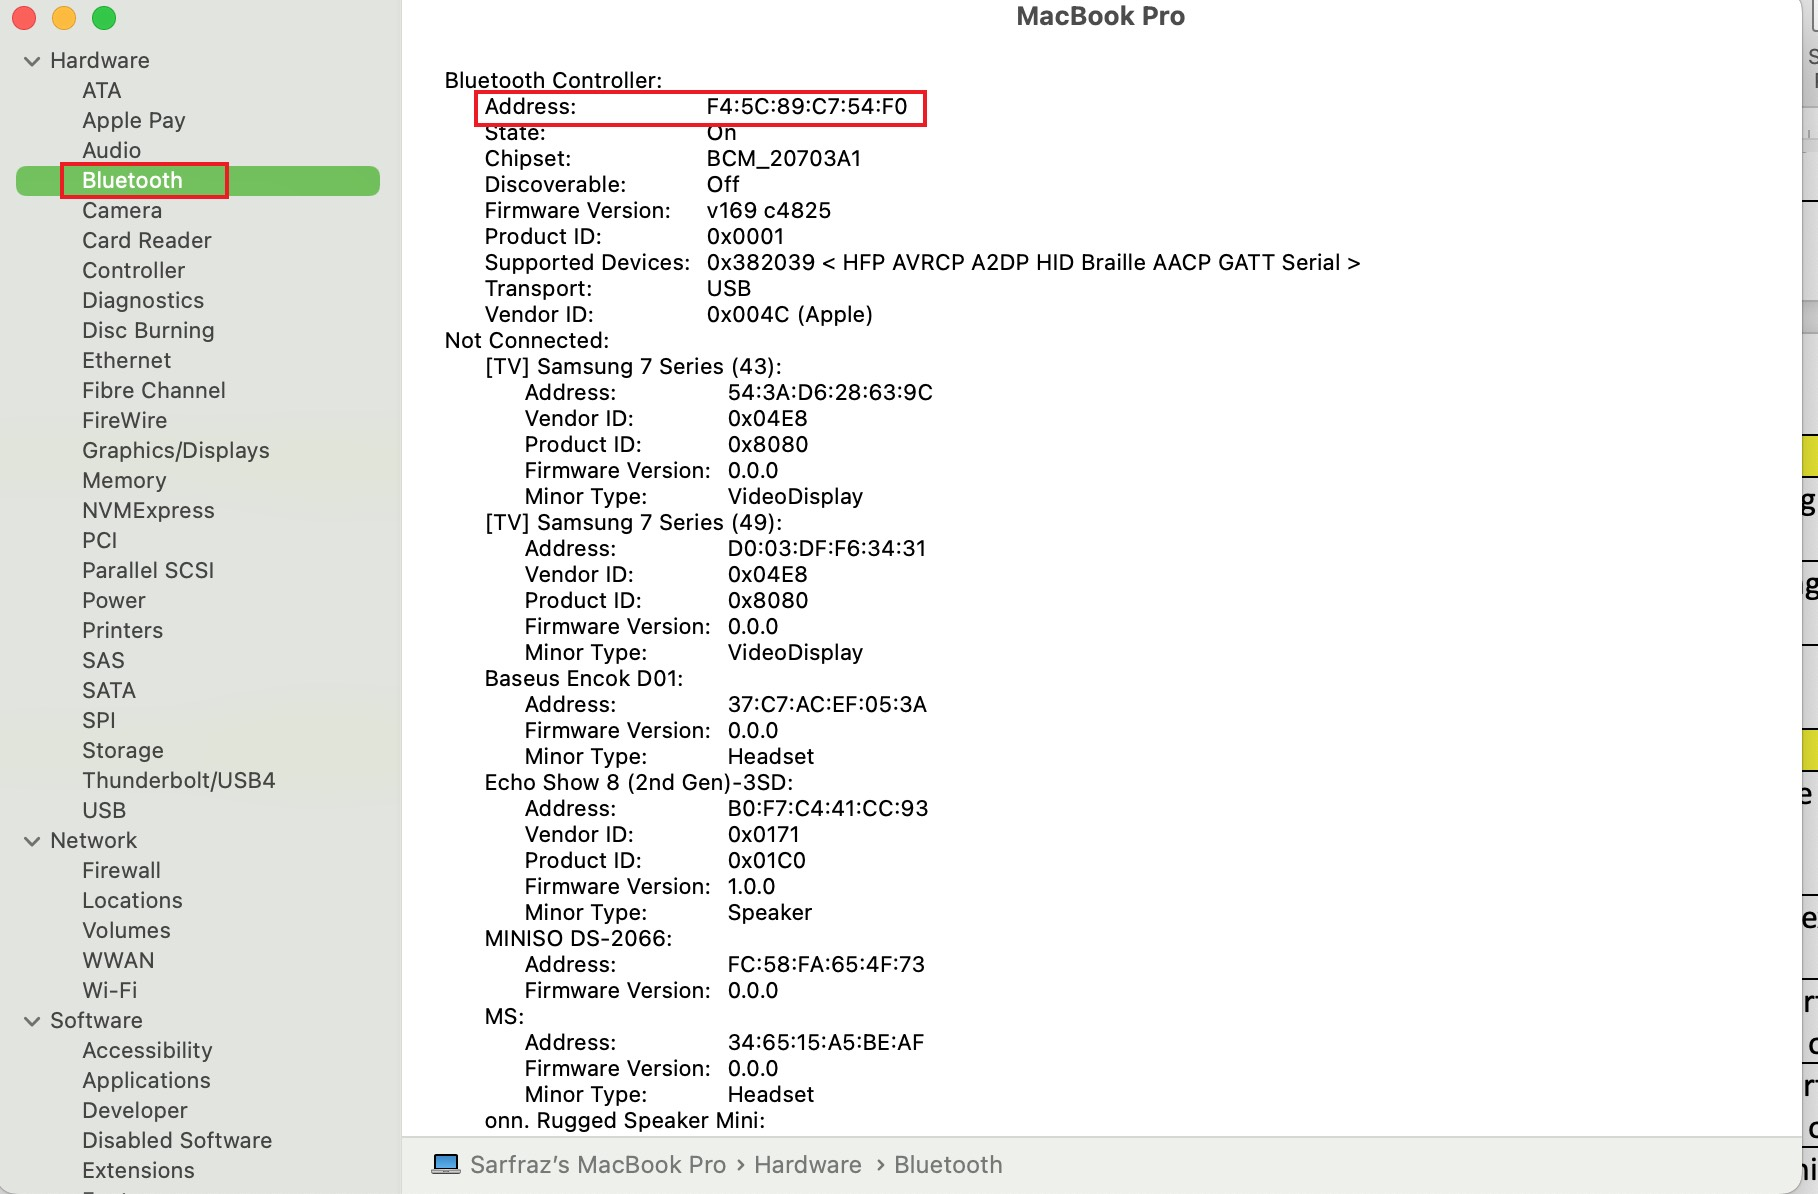 MacBook Pro
Hardware
ATA
Apple Pay
Audio
Bluetooth
Camera
Card Reader
Controller
Diagnostics
Disc Burning
Ethernet
Fibre Channel
FireWire
Graphics/Displays
Memory
NVMExpress
PCI
Parallel SCSI
Power
Printers
SAS
SATA
SPI
Storage
Thunderbolt/USB4
USB
Network
Firewall
Locations
Volumes
WWAN
Wi-Fi
Software
Accessibility
Applications
Developer
Disabled Software
Extensions
Bluetooth Controller:
Address: F4:5C:89:C7:54:F0
State: On
Chipset: BCM_20703A1
Discoverable: Off
Firmware Version: v169 c4825
Product ID: 0x0001
Supported Devices: 0x382039 < HFP AVRCP A2DP HID Braille AACP GATT Serial >
Transport: USB
Vendor ID: 0x004C (Apple)
Not Connected:
[TV] Samsung 7 Series (43):
Address: 54:3A:D6:28:63:9C
Vendor ID: 0x04E8
Product ID: 0x8080
Firmware Version: 0.0.0
Minor Type: VideoDisplay
[TV] Samsung 7 Series (49):
Address: D0:03:DF:F6:34:31
Vendor ID: 0x04E8
Product ID: 0x8080
Firmware Version: 0.0.0
Minor Type: VideoDisplay
Baseus Encok D01:
Address: 37:C7:AC:EF:05:3A
Firmware Version: 0.0.0
Minor Type: Headset
Echo Show 8 (2nd Gen)-3SD:
Address: B0:F7:C4:41:CC:93
Vendor ID: 0x0171
Product ID: 0x01C0
Firmware Version: 1.0.0
Minor Type: Speaker
MINISO DS-2066:
Address: FC:58:FA:65:4F:73
Firmware Version: 0.0.0
MS:
Address: 34:65:15:A5:BE:AF
Firmware Version: 0.0.0
Minor Type: Headset
onn. Rugged Speaker Mini:
Sarfraz's MacBook Pro › Hardware › Bluetooth